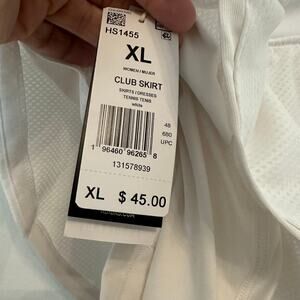 HS1455
XL
WOMEN / MUJER
CLUB SKIRT
SKIRTS / DRESSES
TENNIS TENIS
white
48
680
UPC
1 96460 96265 8
131578939
XL $ 45.00